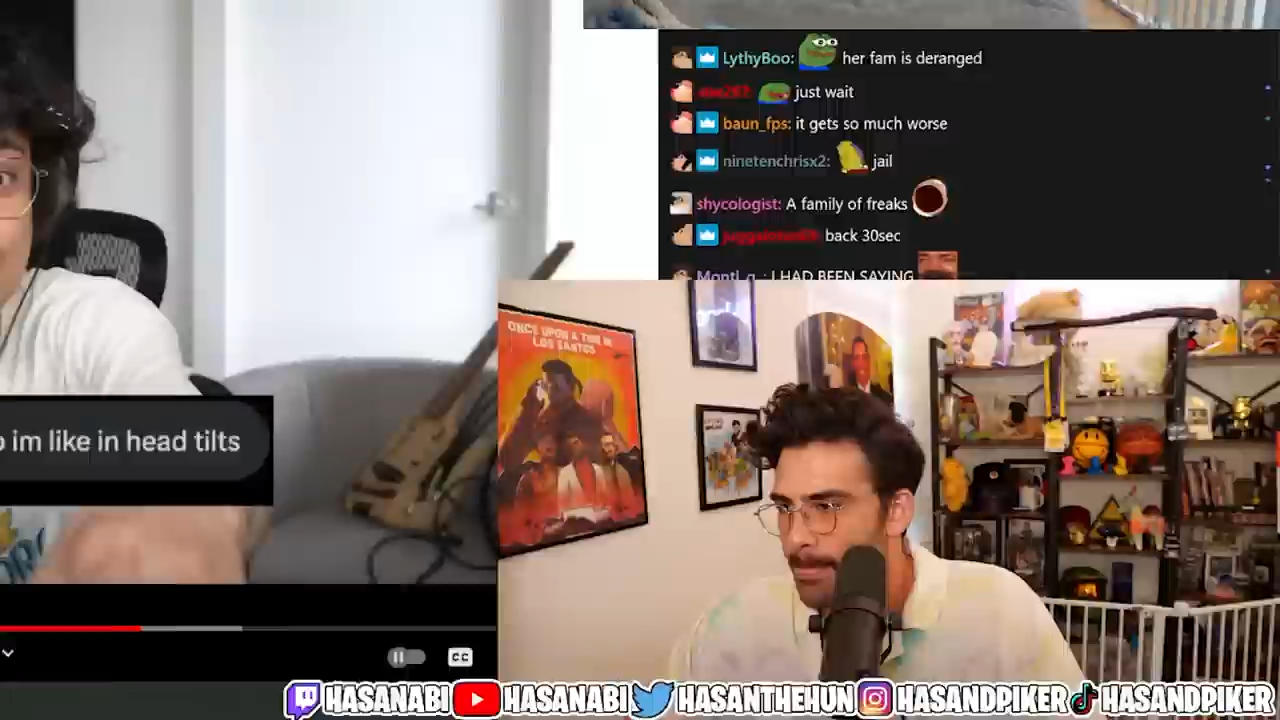 LythyBoo: her fam is deranged
just wait
baun_fps: it gets so much worse
ninetenchrisx2: jail
shycologist: A family of freaks
back 30sec
I HAD BEEN SAYING
im like in head tilts
ONCE UPON A TIME IN
LOS SANTOS
CC
HASANABI HASANABI HASANTHEHUN HASANDPIKER HASANDPIKER